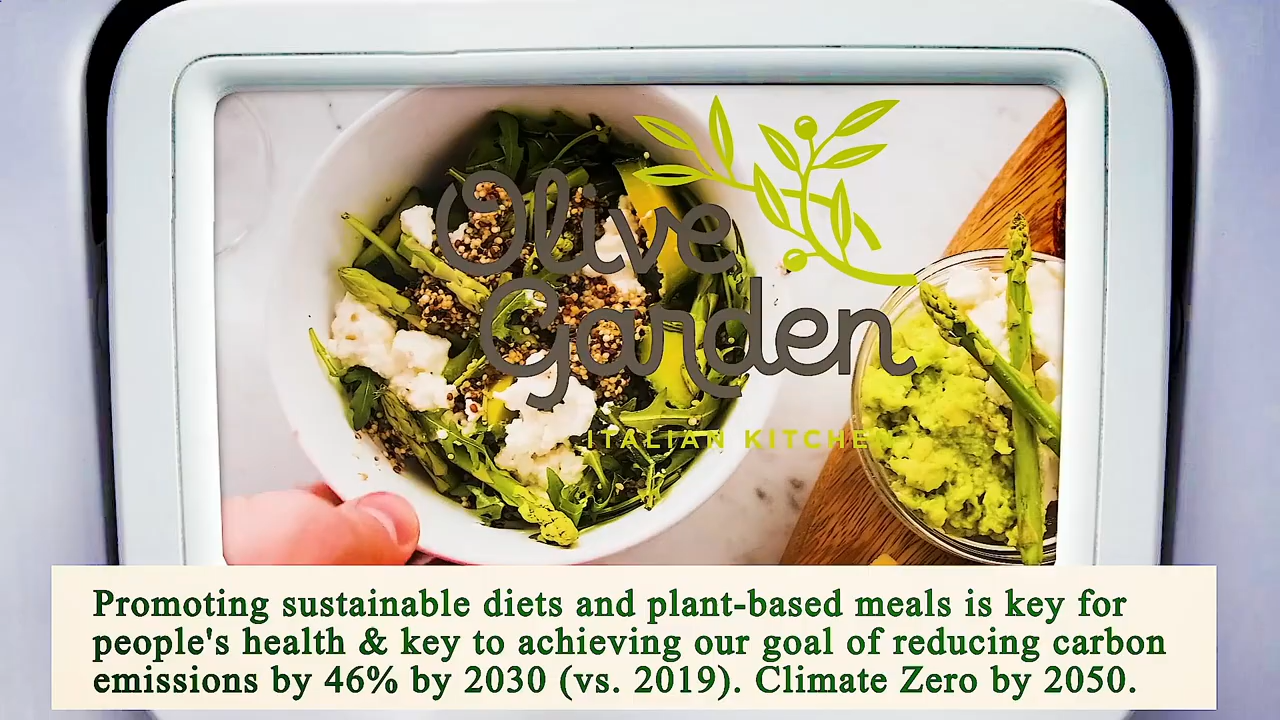 Olive
Garden
ITALIAN KITCHEN
Promoting sustainable diets and plant-based meals is key for
people's health & key to achieving our goal of reducing carbon
emissions by 46% by 2030 (vs. 2019). Climate Zero by 2050.